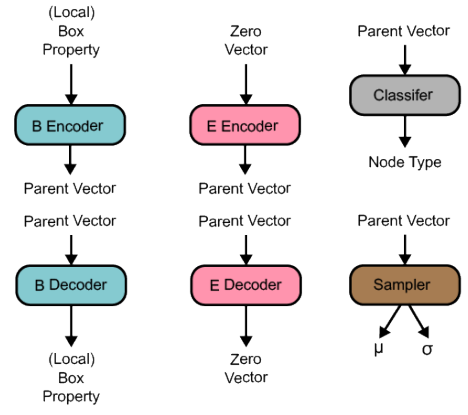 (Local)
Box
Property
B Encoder
Parent Vector
Zero
Vector
E Encoder
Parent Vector
Parent Vector
Classifer
Node Type
Parent Vector
B Decoder
(Local)
Box
Property
Parent Vector
E Decoder
Zero
Vector
Parent Vector
Sampler
μ
σ